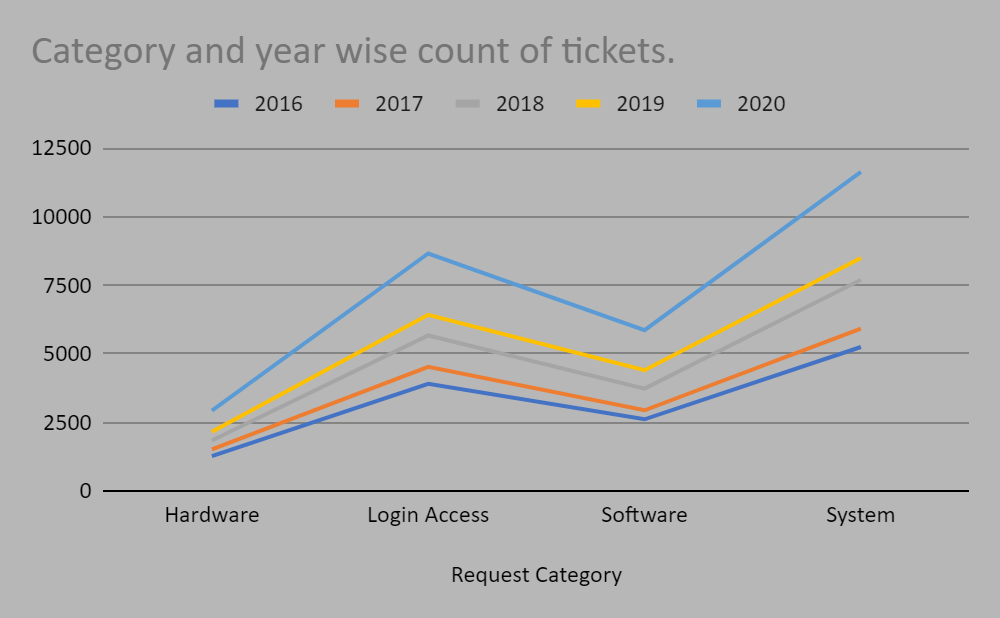 Category and year wise count of tickets.
2016 2017 2018 2019 2020
12500
10000
7500
5000
2500
0
Hardware Login Access Software System
Request Category